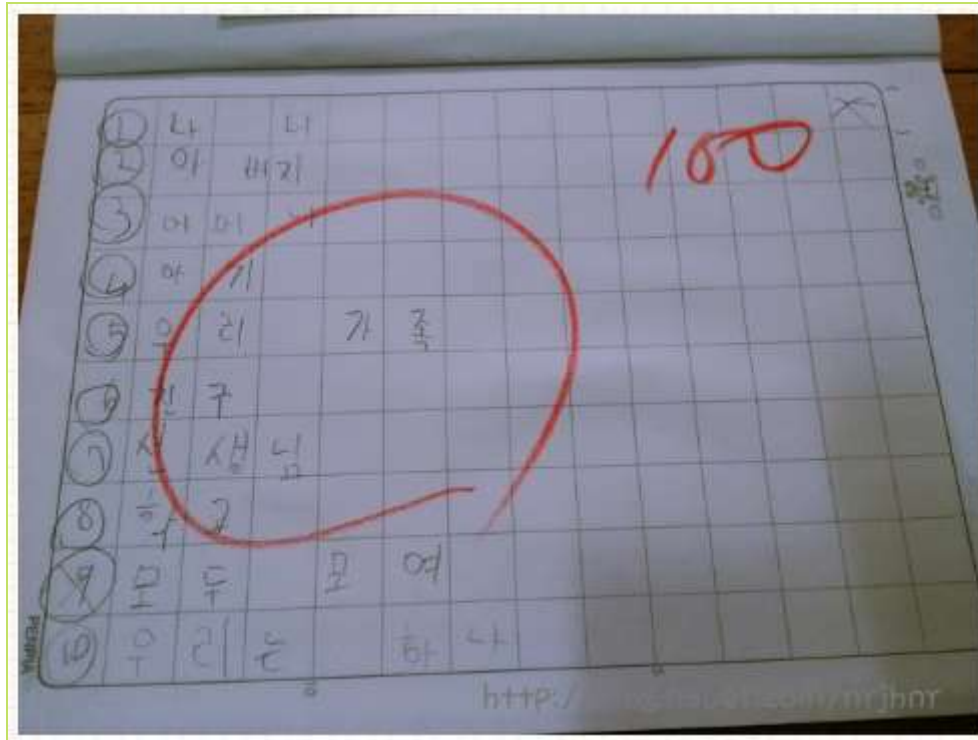 ① 나 너
100
② 아버지
③ 어머니
④ 아기
⑤ 우리 가족
⑥ 친구
⑦ 선생님
⑧ 학교
⑨ 모두 모여
⑩ 우리는 하나